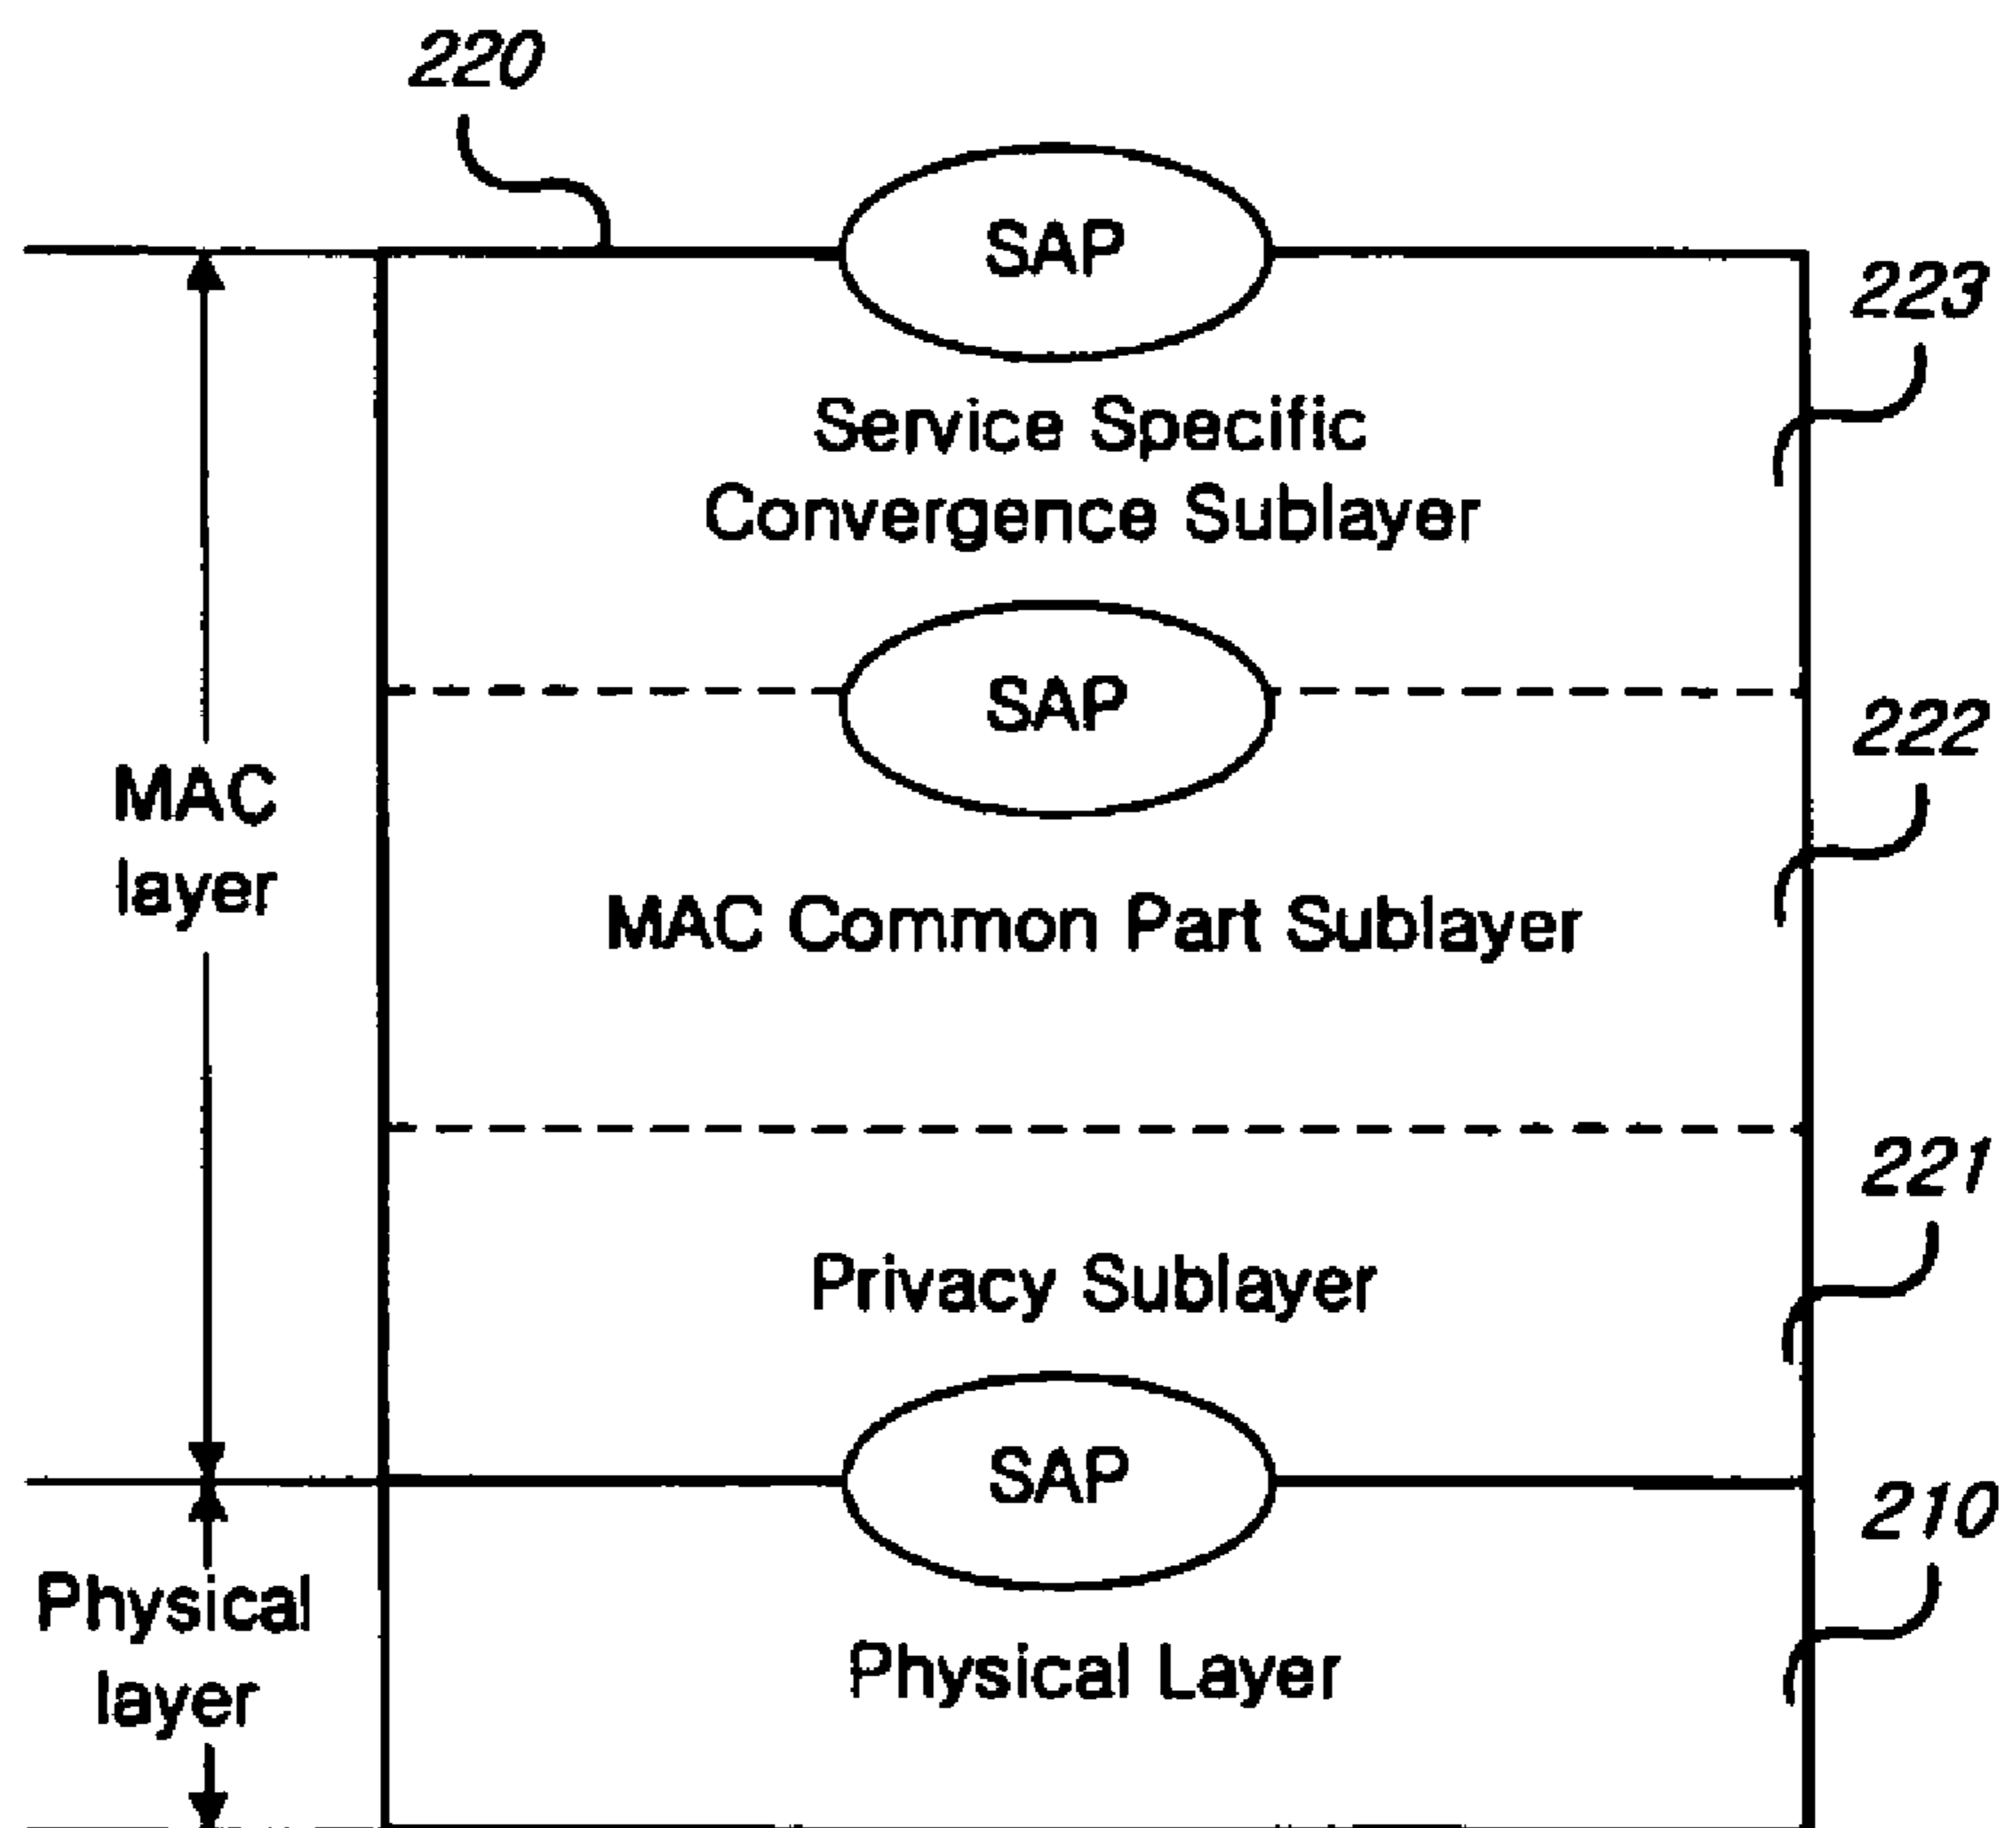 220
SAP
223
Service Specific
Convergence Sublayer
SAP
222
MAC
layer
MAC Common Part Sublayer
221
Privacy Sublayer
SAP
210
Physical
layer
Physical Layer